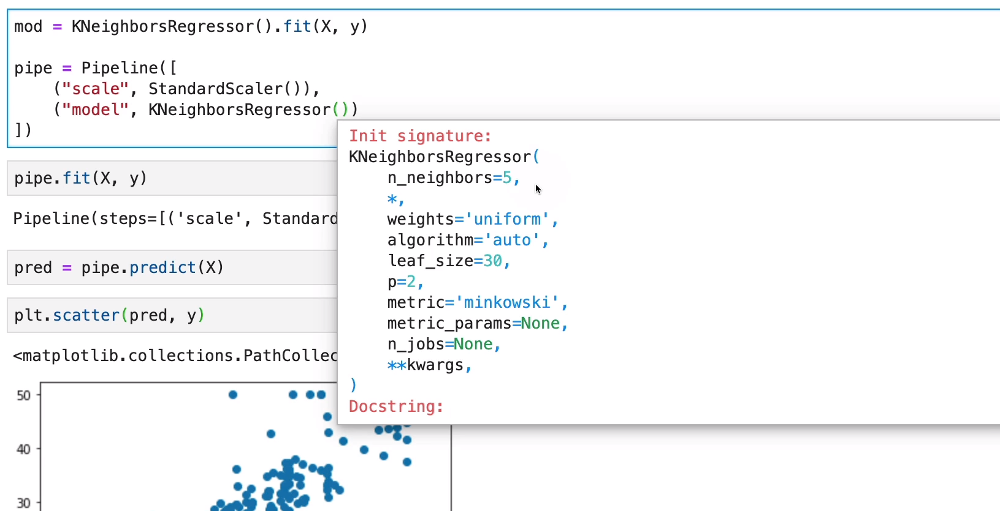 mod = KNeighborsRegressor().fit(X, y)
pipe = Pipeline([
    ("scale", StandardScaler()),
    ("model", KNeighborsRegressor())
])
pipe.fit(X, y)
Pipeline(steps=[('scale', Standard
pred = pipe.predict(X)
plt.scatter(pred, y)
<matplotlib.collections.PathCollec
50
40
30
Init signature:
KNeighborsRegressor(
    n_neighbors=5,
    *,
    weights='uniform',
    algorithm='auto',
    leaf_size=30,
    p=2,
    metric='minkowski',
    metric_params=None,
    n_jobs=None,
    **kwargs,
)
Docstring: